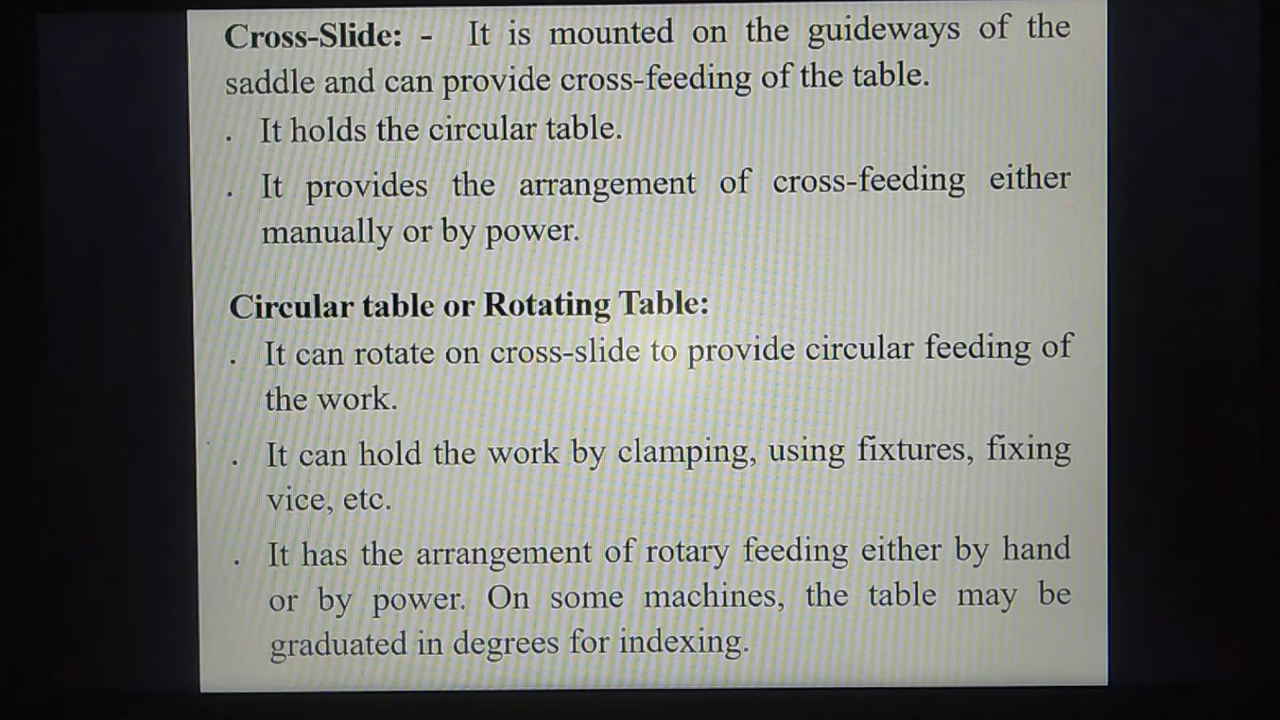 Cross-Slide: - It is mounted on the guideways of the
saddle and can provide cross-feeding of the table.
. It holds the circular table.
. It provides the arrangement of cross-feeding either
manually or by power.
Circular table or Rotating Table:
. It can rotate on cross-slide to provide circular feeding of
the work.
. It can hold the work by clamping, using fixtures, fixing
vice, etc.
. It has the arrangement of rotary feeding either by hand
or by power. On some machines, the table may be
graduated in degrees for indexing.